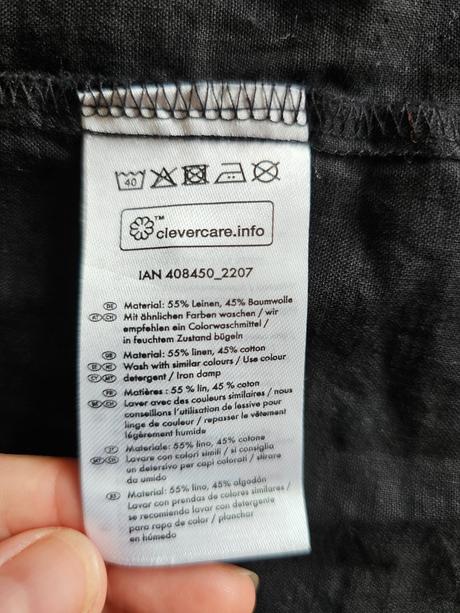 40
™
clevercare.info
IAN 408450_2207
DE Material: 55% Leinen, 45% Baumwolle
AT CH Mit ähnlichen Farben waschen / wir
empfehlen ein Colorwaschmittel /
in feuchtem Zustand bügeln
GB Material: 55% linen, 45% cotton
IE NI Wash with similar colours / Use colour
CY MT detergent / Iron damp
FR Matières : 55 % lin, 45 % coton
BE CH Laver avec des couleurs similaires / nous
conseillons l'utilisation de lessive pour
linge de couleur / repasser le vêtement
légèrement humide
IT Materiale: 55% lino, 45% cotone
MT CH Lavare con colori simili / si consiglia
un detersivo per capi colorati / stirare
da umido
ES Material: 55% lino, 45% algodón
Lavar con prendas de colores similares /
se recomienda lavar con detergente
para ropa de color / planchar
en húmedo